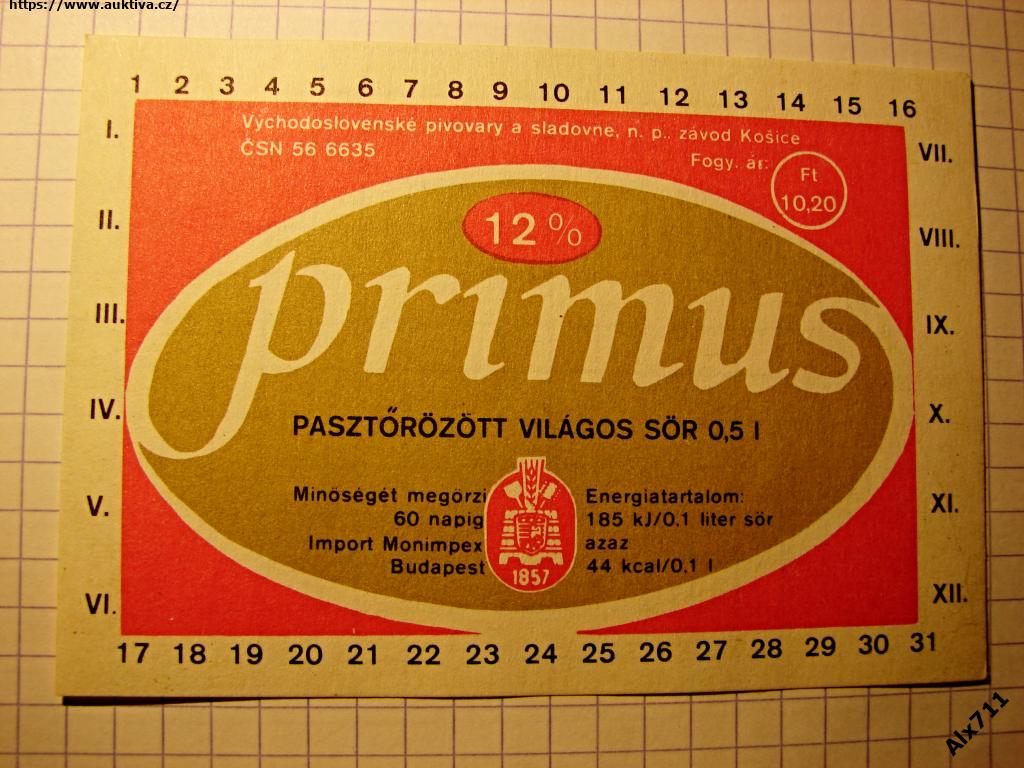 https://www.auktiva.cz/
1 2 3 4 5 6 7 8 9 10 11 12 13 14 15 16
I.
II.
III.
IV.
V.
VI.
Východoslovenské pivovary a sladovne, n. p., závod Košice
ČSN 56 6635
Fogy. ár:
Ft
10,20
12 %
primus
PASZTŐRÖZÖTT VILÁGOS SÖR 0,5 l
Minőségét megörzi
60 napig
Import Monimpex
Budapest
1857
Energiatartalom:
185 kJ/0.1 liter sör
azaz
44 kcal/0.1 l
VII.
VIII.
IX.
X.
XI.
XII.
17 18 19 20 21 22 23 24 25 26 27 28 29 30 31
Alx711